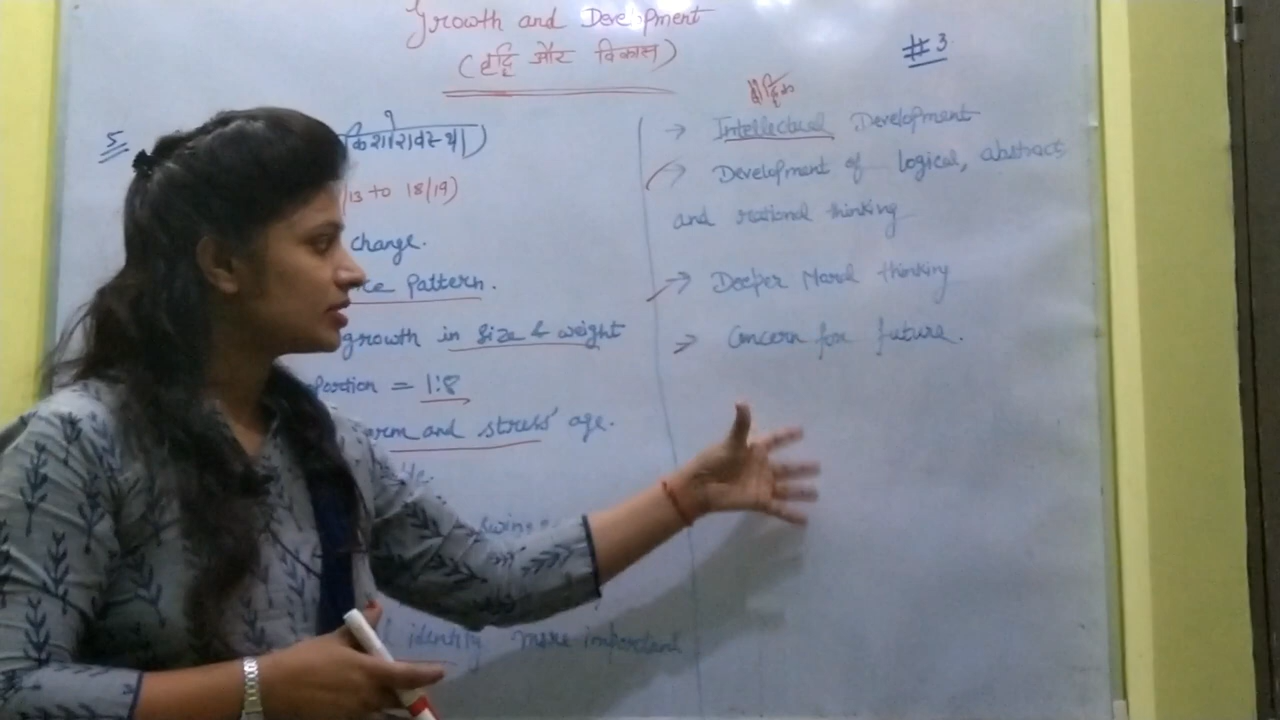 Growth and Development
(वृद्धि और विकास)
#3
5
किशोरावस्था)
/13 to 18/19)
change.
Pattern.
growth in size & weight
= 1:8
and stress' age.
identity more important
बौद्धिक
→ Intellectual Development
→ Development of logical, abstract
and rational thinking
→ Deeper Moral thinking
→ Concern for future.